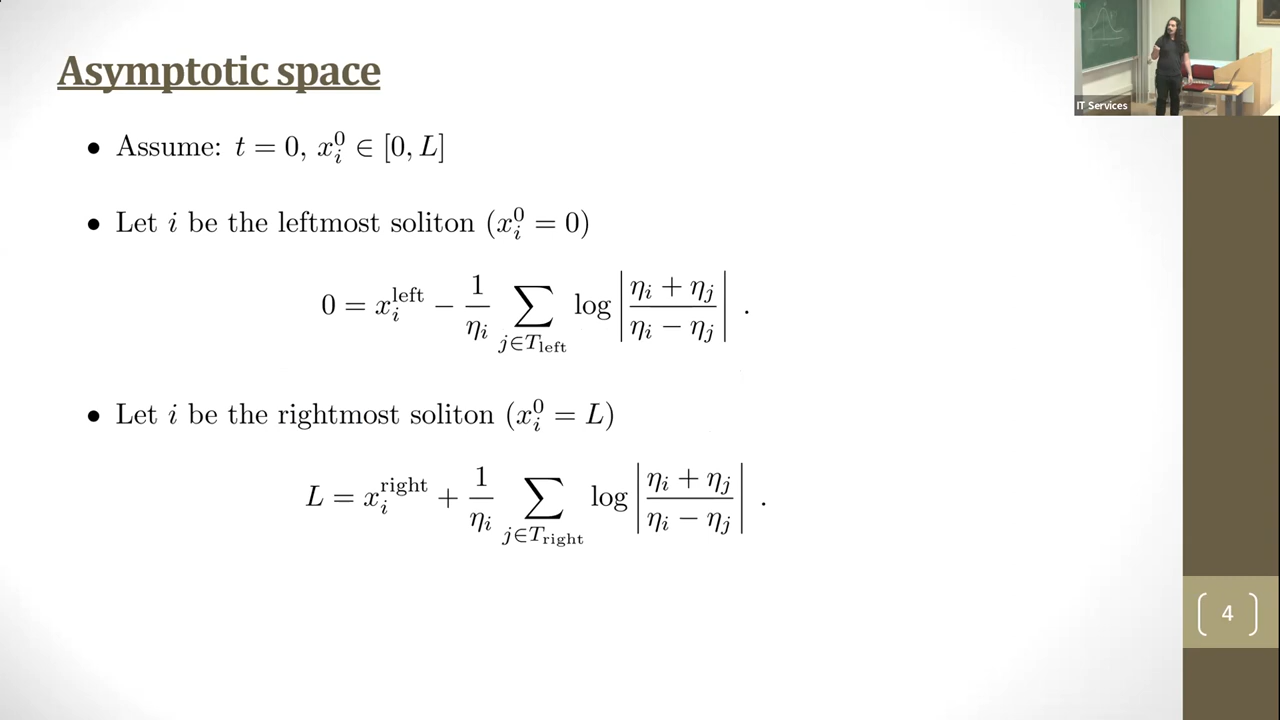 Asymptotic space
• Assume: t = 0, x_i^0 ∈ [0, L]
• Let i be the leftmost soliton (x_i^0 = 0)
0 = x_i^left − 1/η_i ∑_{j∈T_left} log |(η_i + η_j)/(η_i − η_j)| .
• Let i be the rightmost soliton (x_i^0 = L)
L = x_i^right + 1/η_i ∑_{j∈T_right} log |(η_i + η_j)/(η_i − η_j)| .
IT Services
4